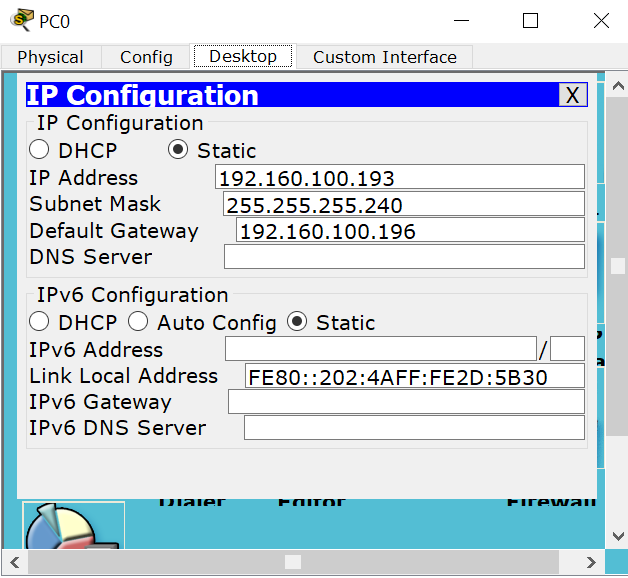 PC0
Physical Config Desktop Custom Interface
IP Configuration X
IP Configuration
DHCP Static
IP Address 192.160.100.193
Subnet Mask 255.255.255.240
Default Gateway 192.160.100.196
DNS Server
IPv6 Configuration
DHCP Auto Config Static
IPv6 Address /
Link Local Address FE80::202:4AFF:FE2D:5B30
IPv6 Gateway
IPv6 DNS Server
Dialer Editor Firewall